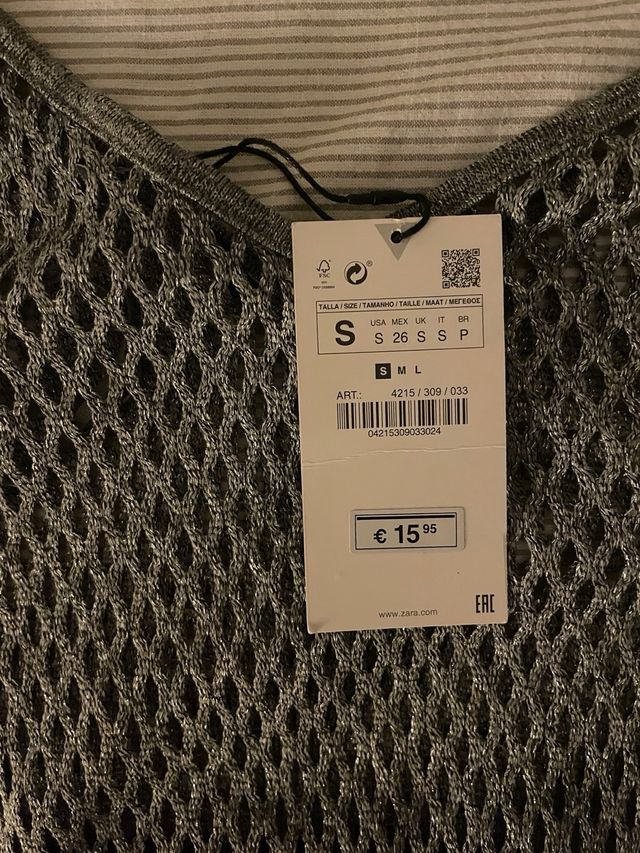 FSC
®
TALLA / SIZE / TAMANHO / TAILLE / MAAT / ΜΕΓΕΘΟΣ
S
USA MEX UK IT BR
S 26 S S P
S M L
ART.: 4215 / 309 / 033
04215309033024
€ 15 95
www.zara.com
EAC